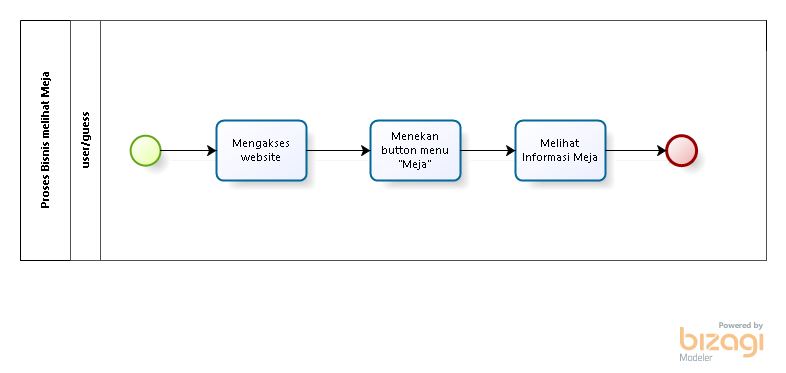 Proses Bisnis melihat Meja
user/guess
Mengakses
website
Menekan
button menu
"Meja"
Melihat
Informasi Meja
Powered by
bizagi
Modeler